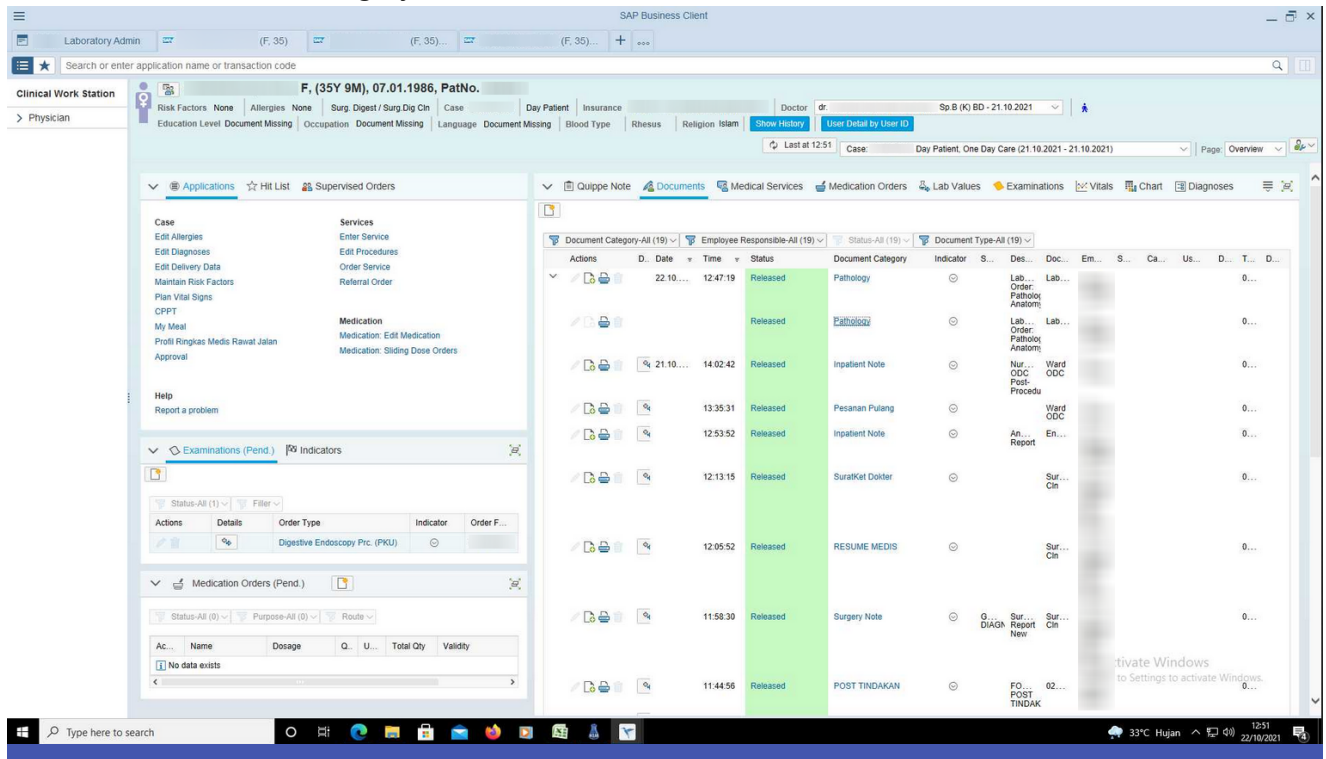 SAP Business Client
Laboratory Admin (F, 35) (F, 35)... (F, 35)...
Search or enter application name or transaction code
Clinical Work Station
Physician
F, (35Y 9M), 07.01.1986, PatNo.
Risk Factors None Allergies None Surg. Digest / Surg.Dig Cln Case Day Patient Insurance Doctor dr. Sp.B (K) BD - 21.10.2021
Education Level Document Missing Occupation Document Missing Language Document Missing Blood Type Rhesus Religion Islam Show History User Detail by User ID
Last at 12:51 Case: Day Patient, One Day Care (21.10.2021 - 21.10.2021) Page: Overview
Applications Hit List Supervised Orders
Case Services
Edit Allergies Enter Service
Edit Diagnoses Edit Procedures
Edit Delivery Data Order Service
Maintain Risk Factors Referral Order
Plan Vital Signs
CPPT
My Meal Medication
Profil Ringkas Medis Rawat Jalan Medication: Edit Medication
Approval Medication: Sliding Dose Orders
Help
Report a problem
Examinations (Pend.) Indicators
Status-All (1) Filler
Actions Details Order Type Indicator Order F...
Digestive Endoscopy Prc. (PKU)
Medication Orders (Pend.)
Status-All (0) Purpose-All (0) Route
Ac... Name Dosage Q... U... Total Qty Validity
No data exists
Quippe Note Documents Medical Services Medication Orders Lab Values Examinations Vitals Chart Diagnoses
Document Category-All (19) Employee Responsible-All (19) Status-All (19) Document Type-All (19)
Actions D.. Date Time Status Document Category Indicator S... Des... Doc... Em... S... Ca... Us... D... T... D...
22.10.... 12:47:19 Released Pathology Lab... Lab... 0...
Order:
Patholog
Anatomy
Released Pathology Lab... Lab... 0...
Order:
Patholog
Anatomy
21.10.... 14:02:42 Released Inpatient Note Nur... Ward 0...
ODC ODC
Post-
Procedu
13:35:31 Released Pesanan Pulang Ward 0...
ODC
12:53:52 Released Inpatient Note An... En... 0...
Report
12:13:15 Released SuratKet Dokter Sur... 0...
Cln
12:05:52 Released RESUME MEDIS Sur... 0...
Cln
11:58:30 Released Surgery Note G... Sur... Sur... 0...
DIAGN Report Cln
New
11:44:56 Released POST TINDAKAN FO... 02... 0...
POST
TINDAK
tivate Windows
to Settings to activate Windows.
Type here to search
33°C Hujan 12:51
22/10/2021
4